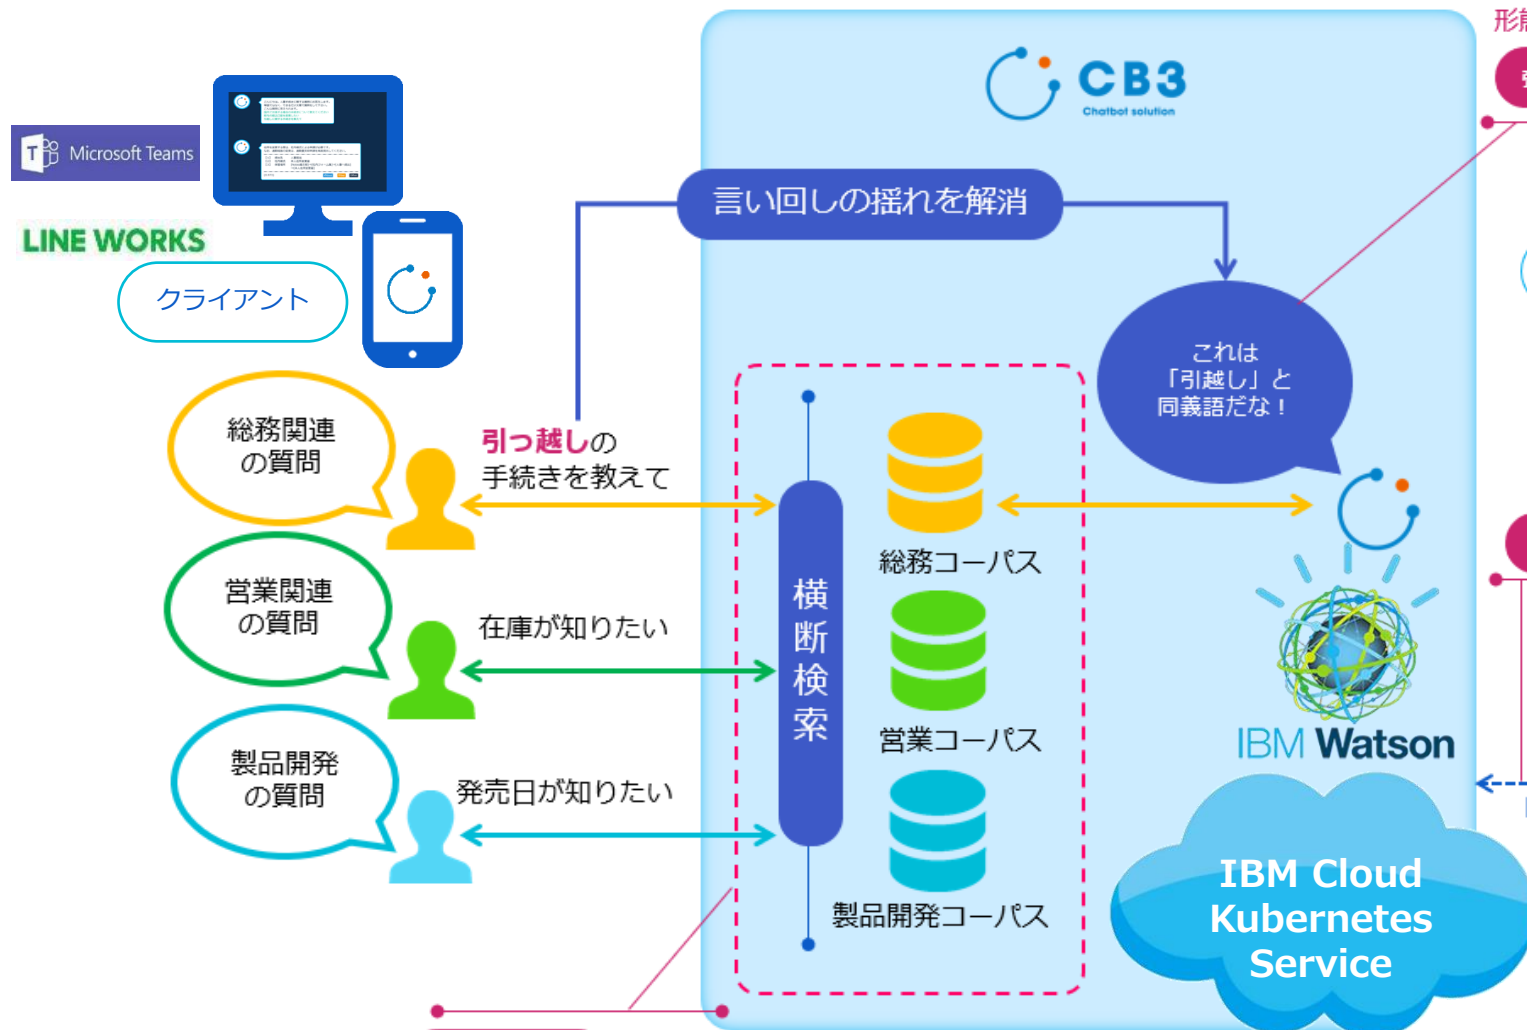 CB3
Chatbot solution
Microsoft Teams
LINE WORKS
クライアント
言い回しの揺れを解消
これは
「引越し」と
同義語だな！
総務関連
の質問
引っ越しの
手続きを教えて
総務コーパス
営業関連
の質問
在庫が知りたい
横断検索
営業コーパス
製品開発
の質問
発売日が知りたい
製品開発コーパス
IBM Watson
IBM Cloud
Kubernetes
Service